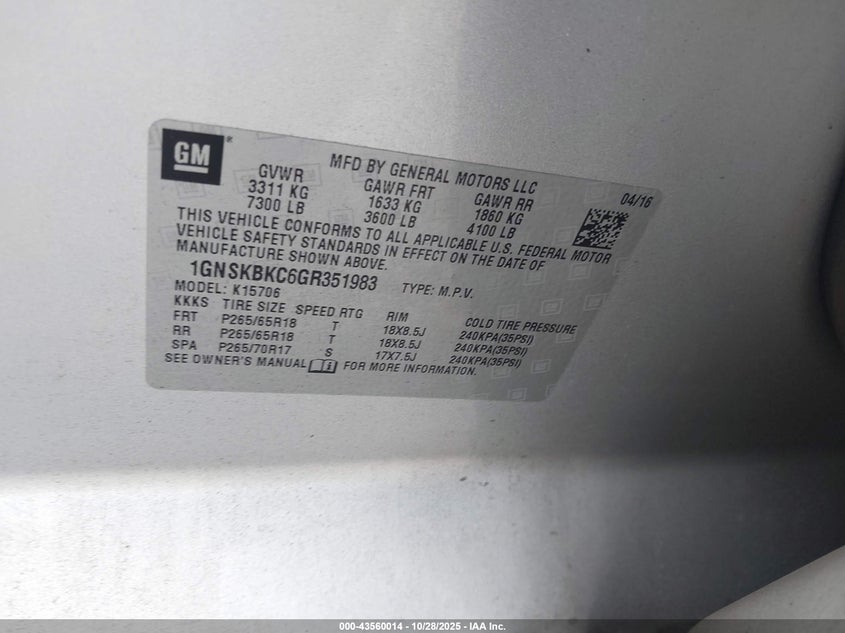 GM®
MFD BY GENERAL MOTORS LLC 04/16
GVWR GAWR FRT GAWR RR
3311 KG 1633 KG 1860 KG
7300 LB 3600 LB 4100 LB
THIS VEHICLE CONFORMS TO ALL APPLICABLE U.S. FEDERAL MOTOR
VEHICLE SAFETY STANDARDS IN EFFECT ON THE DATE OF
MANUFACTURE SHOWN ABOVE.
1GNSKBKC6GR351983 TYPE: M.P.V.
MODEL: K15706
KKKS TIRE SIZE SPEED RTG RIM COLD TIRE PRESSURE
FRT P265/65R18 T 18X8.5J 240KPA(35PSI)
RR P265/65R18 T 18X8.5J 240KPA(35PSI)
SPA P265/70R17 S 17X7.5J 240KPA(35PSI)
SEE OWNER'S MANUAL FOR MORE INFORMATION.
000-43560014 - 10/28/2025 - IAA Inc.